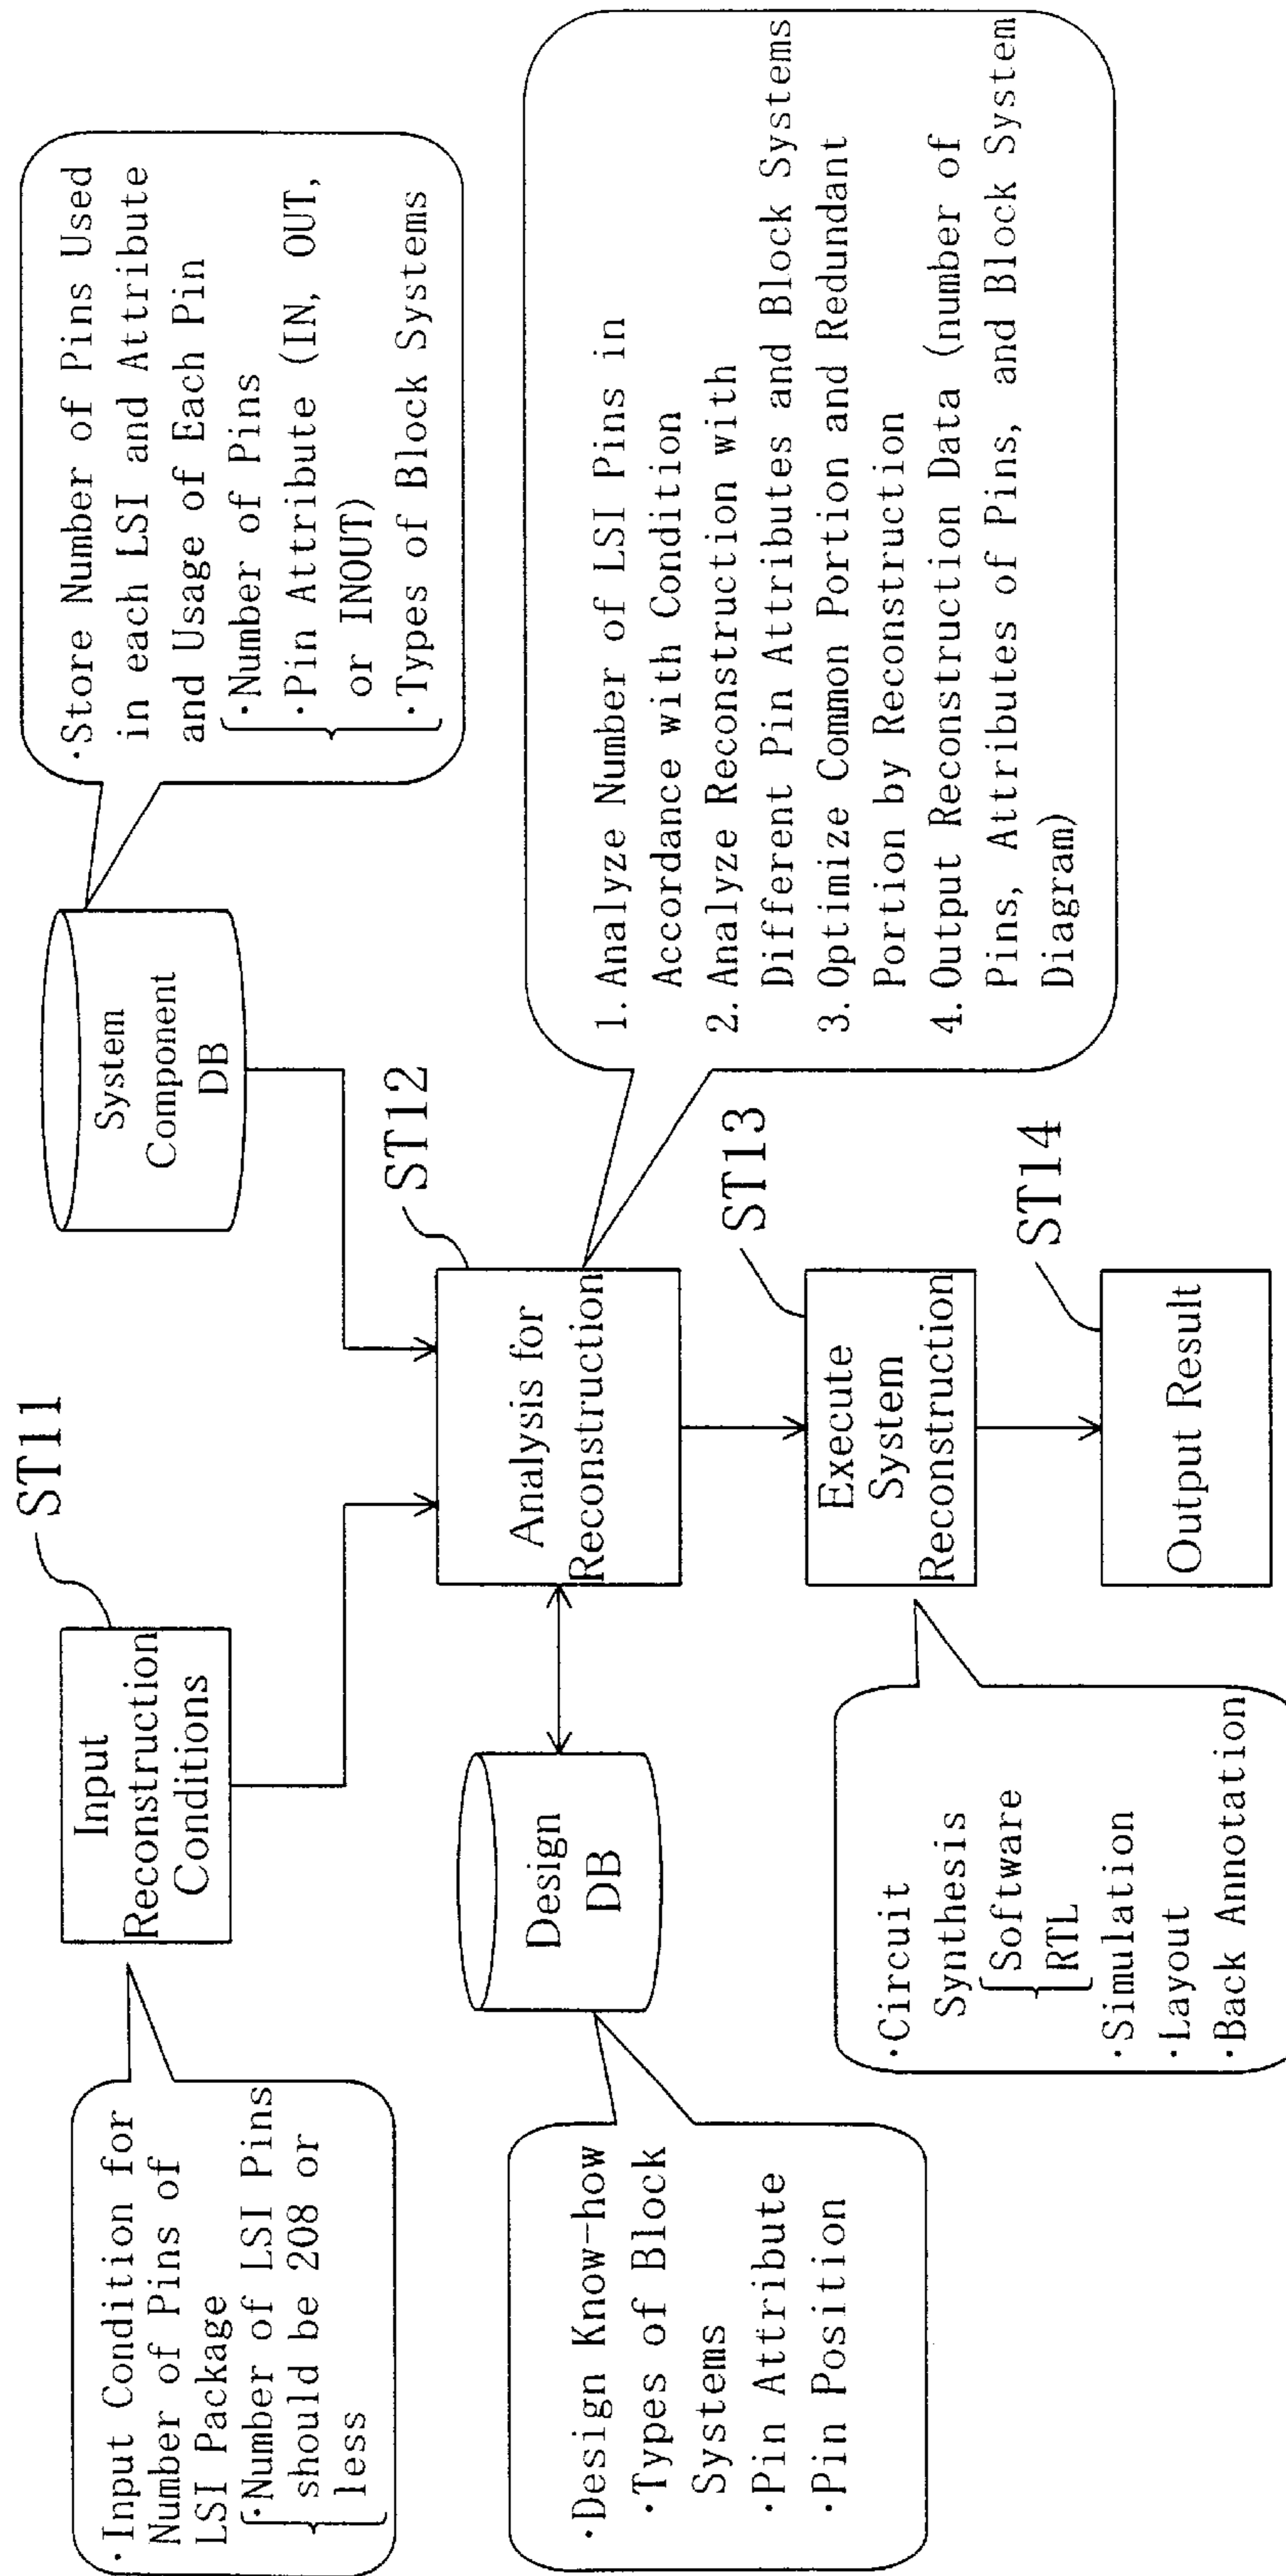 ·Input Condition for
Number of Pins of
LSI Package
·Number of LSI Pins
should be 208 or
less
Input
Reconstruction
Conditions
ST11
System
Component
DB
·Store Number of Pins Used
in each LSI and Attribute
and Usage of Each Pin
·Number of Pins
·Pin Attribute (IN, OUT,
or INOUT)
·Types of Block Systems
·Design Know-how
·Types of Block
Systems
·Pin Attribute
·Pin Position
Design
DB
Analysis for
Reconstruction
ST12
1. Analyze Number of LSI Pins in
Accordance with Condition
2. Analyze Reconstruction with
Different Pin Attributes and Block Systems
3. Optimize Common Portion and Redundant
Portion by Reconstruction
4. Output Reconstruction Data (number of
Pins, Attributes of Pins, and Block System
Diagram)
·Circuit
Synthesis
Software
RTL
·Simulation
·Layout
·Back Annotation
Execute
System
Reconstruction
ST13
Output Result
ST14